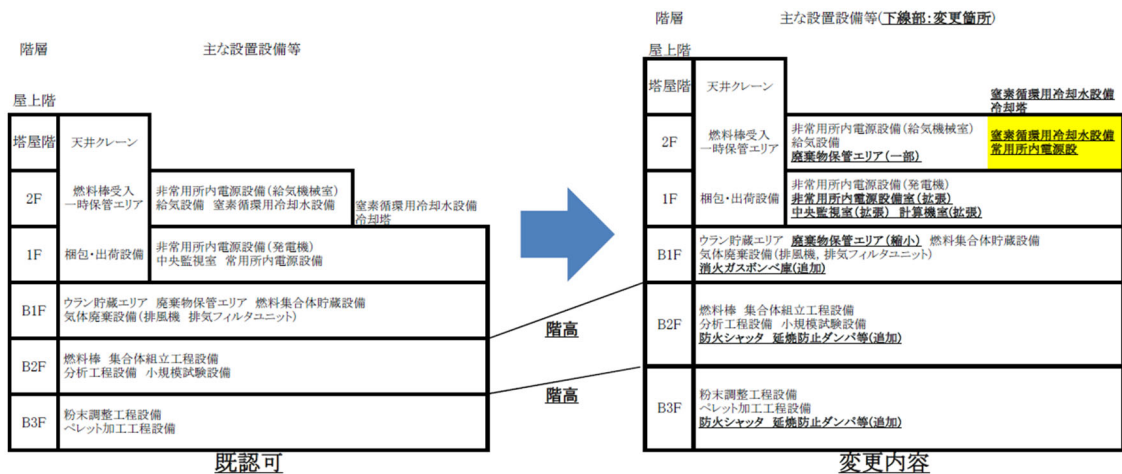 階層 主な設置設備等
屋上階
塔屋階 天井クレーン
2F 燃料棒受入
一時保管エリア
非常用所内電源設備(給気機械室)
給気設備 窒素循環用冷却水設備
窒素循環用冷却水設備
冷却塔
1F 梱包・出荷設備
非常用所内電源設備(発電機)
中央監視室 常用所内電源設備
B1F ウラン貯蔵エリア 廃棄物保管エリア 燃料集合体貯蔵設備
気体廃棄設備(排風機 排気フィルタユニット)
B2F 燃料棒 集合体組立工程設備
分析工程設備 小規模試験設備
B3F 粉末調整工程設備
ペレット加工工程設備
既認可
階高
階高
階層 主な設置設備等(下線部:変更箇所)
屋上階
塔屋階 天井クレーン
窒素循環用冷却水設備
冷却塔
2F 燃料棒受入
一時保管エリア
非常用所内電源設備(給気機械室)
給気設備
廃棄物保管エリア(一部)
窒素循環用冷却水設備
常用所内電源設
1F 梱包・出荷設備
非常用所内電源設備(発電機)
非常用所内電源設備室(拡張)
中央監視室(拡張) 計算機室(拡張)
B1F ウラン貯蔵エリア 廃棄物保管エリア(縮小) 燃料集合体貯蔵設備
気体廃棄設備(排風機, 排気フィルタユニット)
消火ガスボンベ庫(追加)
B2F 燃料棒 集合体組立工程設備
分析工程設備 小規模試験設備
防火シャッタ 延焼防止ダンパ等(追加)
B3F 粉末調整工程設備
ペレット加工工程設備
防火シャッタ 延焼防止ダンパ等(追加)
変更内容